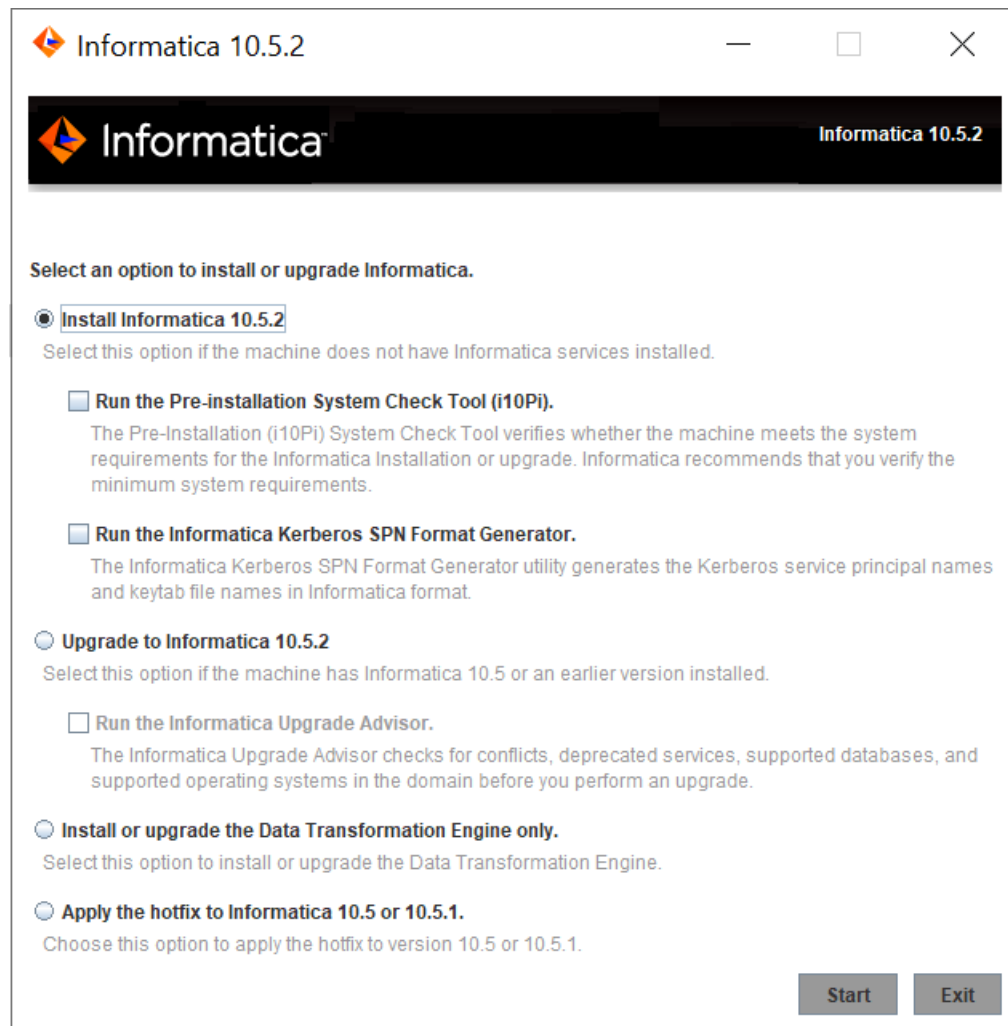 Informatica 10.5.2
Informatica™
Informatica 10.5.2
Select an option to install or upgrade Informatica.
Install Informatica 10.5.2
Select this option if the machine does not have Informatica services installed.
Run the Pre-installation System Check Tool (i10Pi).
The Pre-Installation (i10Pi) System Check Tool verifies whether the machine meets the system
requirements for the Informatica Installation or upgrade. Informatica recommends that you verify the
minimum system requirements.
Run the Informatica Kerberos SPN Format Generator.
The Informatica Kerberos SPN Format Generator utility generates the Kerberos service principal names
and keytab file names in Informatica format.
Upgrade to Informatica 10.5.2
Select this option if the machine has Informatica 10.5 or an earlier version installed.
Run the Informatica Upgrade Advisor.
The Informatica Upgrade Advisor checks for conflicts, deprecated services, supported databases, and
supported operating systems in the domain before you perform an upgrade.
Install or upgrade the Data Transformation Engine only.
Select this option to install or upgrade the Data Transformation Engine.
Apply the hotfix to Informatica 10.5 or 10.5.1.
Choose this option to apply the hotfix to version 10.5 or 10.5.1.
Start Exit